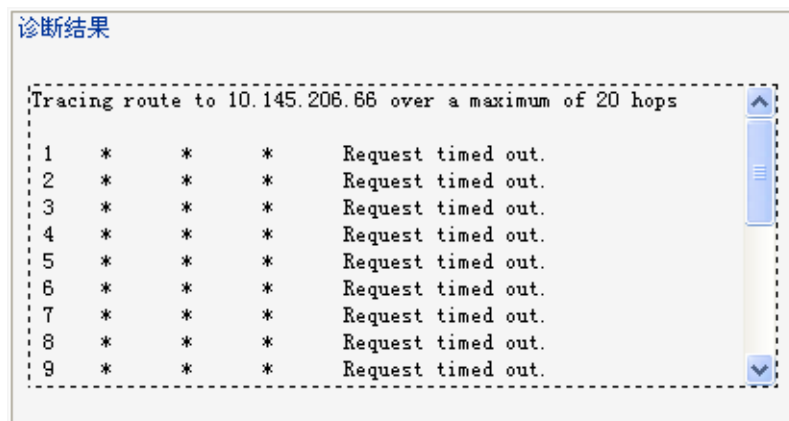 诊断结果
Tracing route to 10.145.206.66 over a maximum of 20 hops
1 * * * Request timed out.
2 * * * Request timed out.
3 * * * Request timed out.
4 * * * Request timed out.
5 * * * Request timed out.
6 * * * Request timed out.
7 * * * Request timed out.
8 * * * Request timed out.
9 * * * Request timed out.